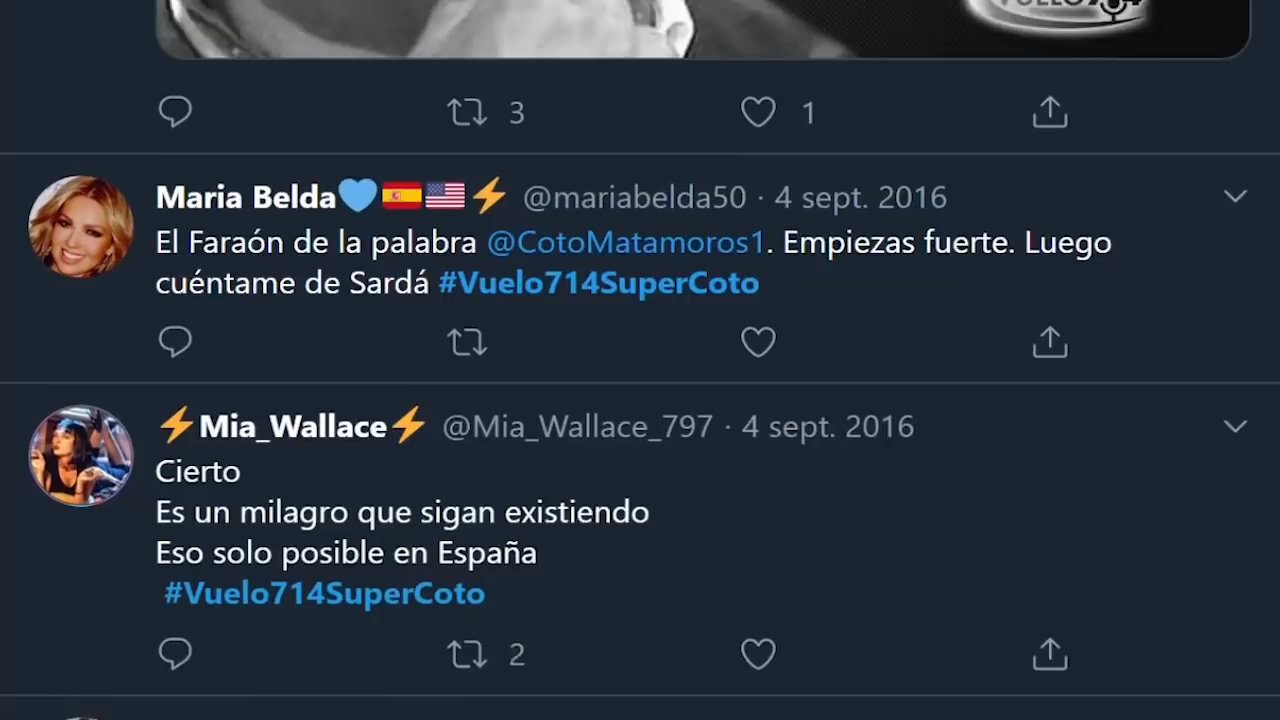 3
1
Maria Belda @mariabelda50 · 4 sept. 2016
El Faraón de la palabra @CotoMatamoros1. Empiezas fuerte. Luego
cuéntame de Sardá #Vuelo714SuperCoto
Mia_Wallace @Mia_Wallace_797 · 4 sept. 2016
Cierto
Es un milagro que sigan existiendo
Eso solo posible en España
#Vuelo714SuperCoto
2